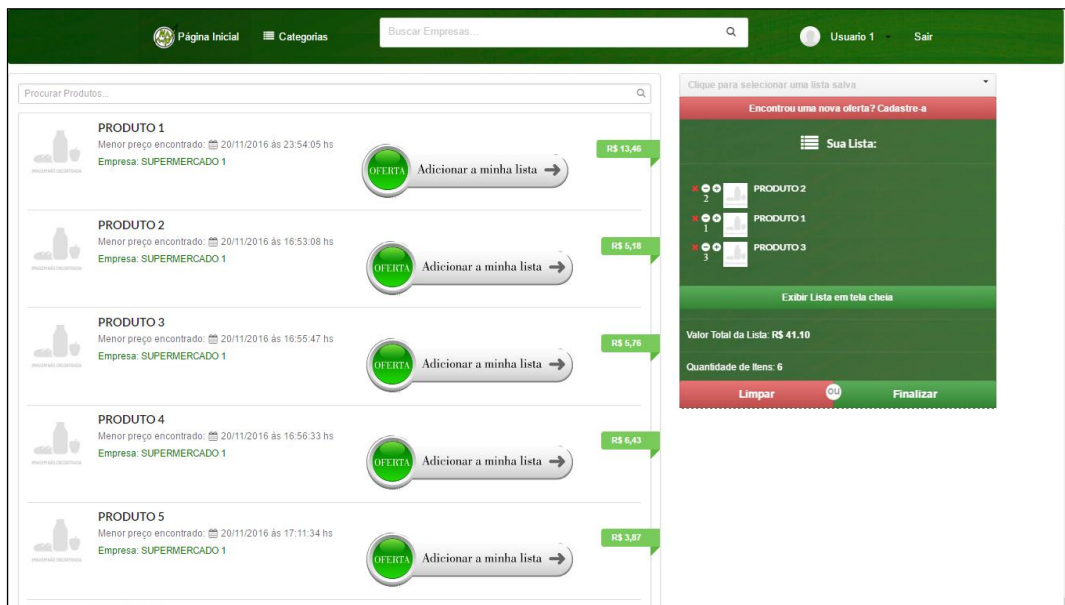 Página Inicial
Categorias
Buscar Empresas...
Usuario 1
Sair
Procurar Produtos...
PRODUTO 1
Menor preço encontrado: 20/11/2016 ás 23:54:05 hs
Empresa: SUPERMERCADO 1
OFERTA Adicionar a minha lista
R$ 13,46
PRODUTO 2
Menor preço encontrado: 20/11/2016 ás 16:53:08 hs
Empresa: SUPERMERCADO 1
OFERTA Adicionar a minha lista
R$ 5,18
PRODUTO 3
Menor preço encontrado: 20/11/2016 ás 16:55:47 hs
Empresa: SUPERMERCADO 1
OFERTA Adicionar a minha lista
R$ 5,76
PRODUTO 4
Menor preço encontrado: 20/11/2016 ás 16:56:33 hs
Empresa: SUPERMERCADO 1
OFERTA Adicionar a minha lista
R$ 6,43
PRODUTO 5
Menor preço encontrado: 20/11/2016 ás 17:11:34 hs
Empresa: SUPERMERCADO 1
OFERTA Adicionar a minha lista
R$ 3,87
Clique para selecionar uma lista salva
Encontrou uma nova oferta? Cadastre-a
Sua Lista:
PRODUTO 2
2
PRODUTO 1
1
PRODUTO 3
3
Exibir Lista em tela cheia
Valor Total da Lista: R$ 41.10
Quantidade de Itens: 6
Limpar
ou
Finalizar